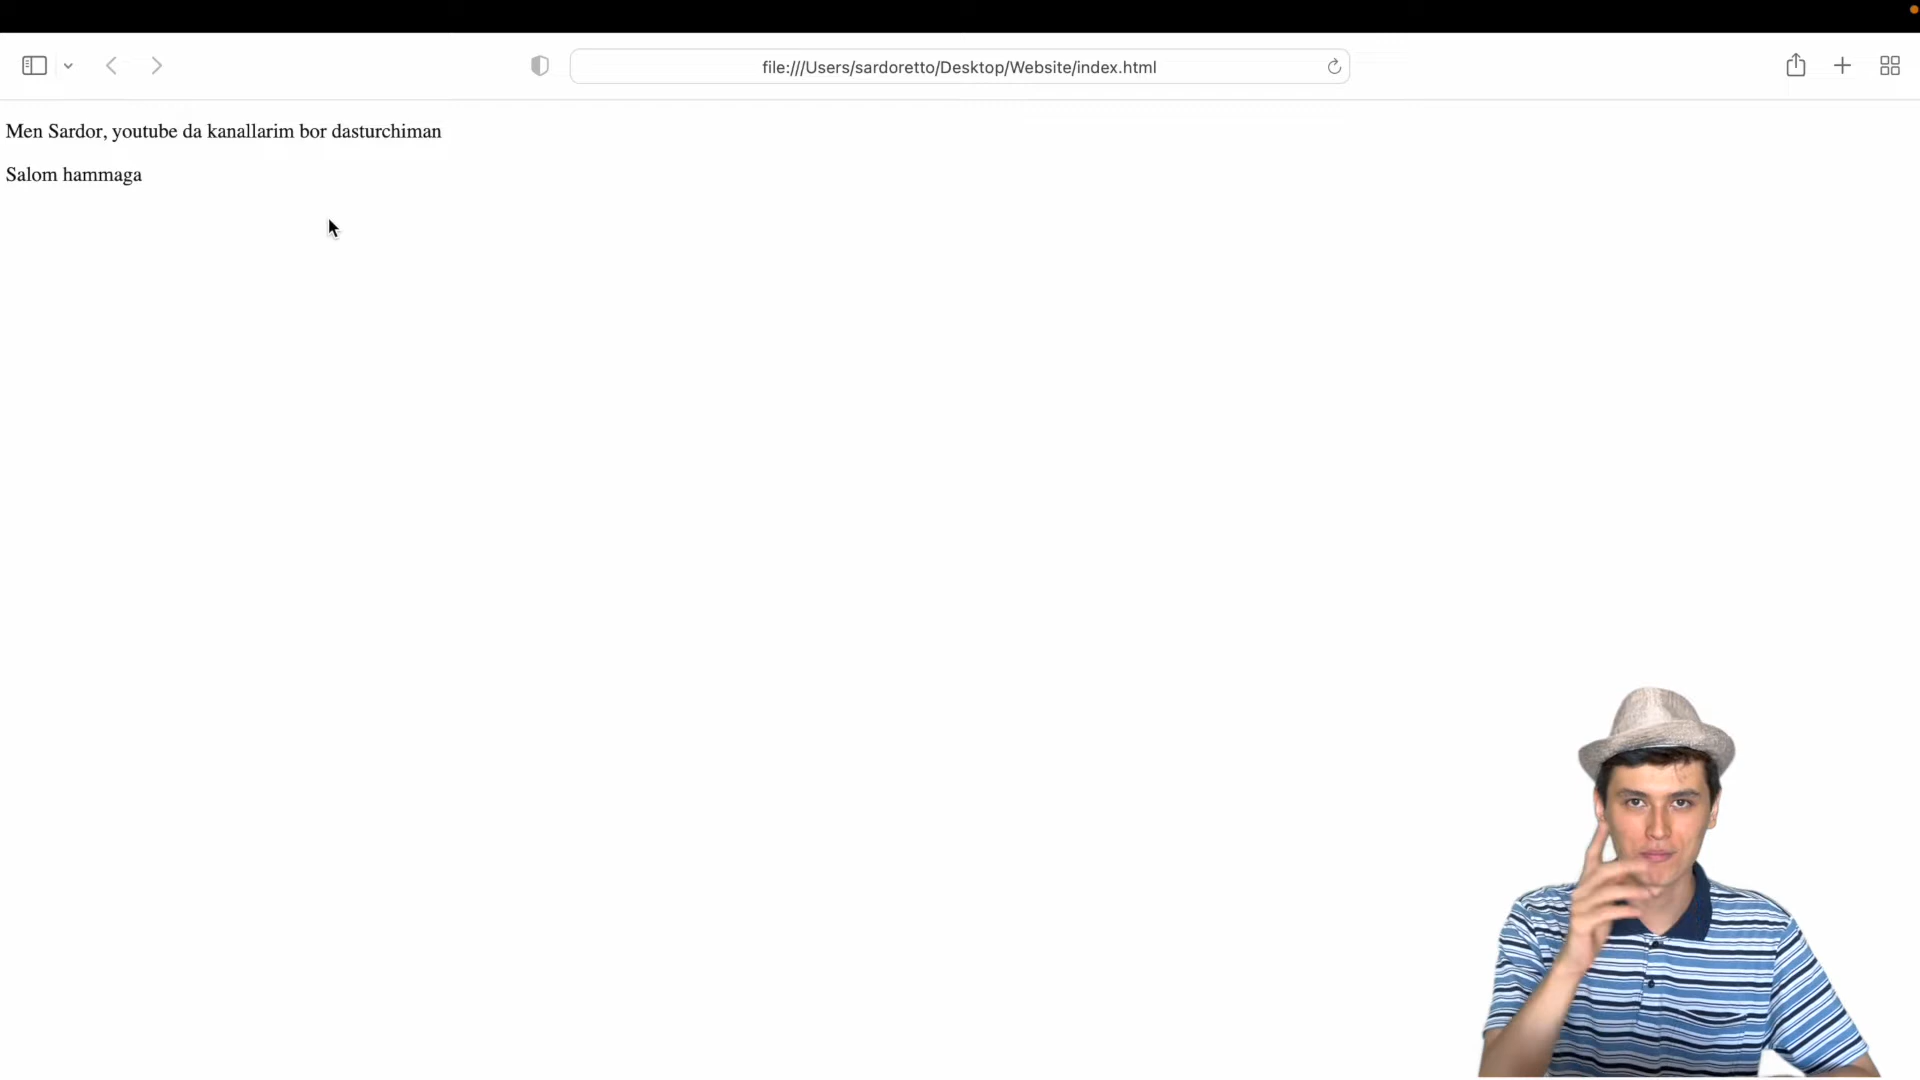 file:///Users/sardoretto/Desktop/Website/index.html
Men Sardor, youtube da kanallarim bor dasturchiman
Salom hammaga